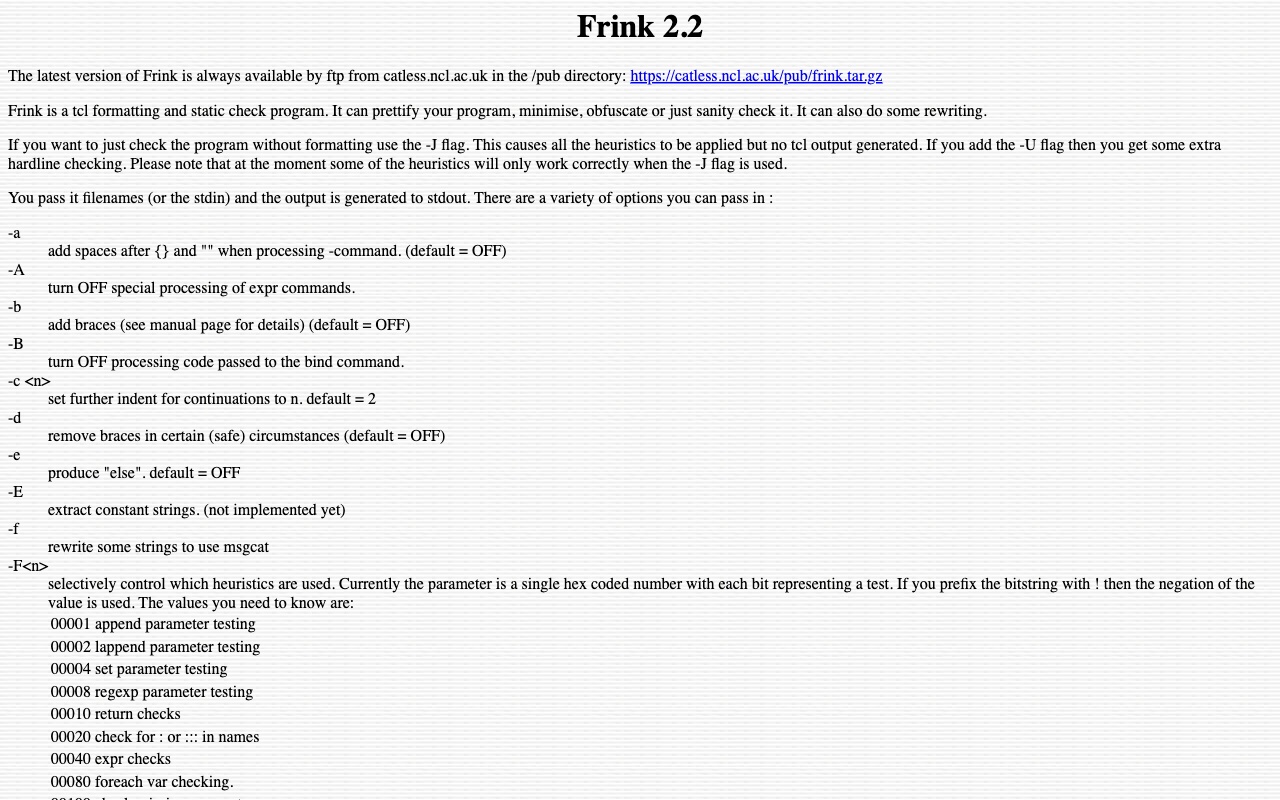 Frink 2.2
The latest version of Frink is always available by ftp from catless.ncl.ac.uk in the /pub directory: https://catless.ncl.ac.uk/pub/frink.tar.gz
Frink is a tcl formatting and static check program. It can prettify your program, minimise, obfuscate or just sanity check it. It can also do some rewriting.
If you want to just check the program without formatting use the -J flag. This causes all the heuristics to be applied but no tcl output generated. If you add the -U flag then you get some extra
hardline checking. Please note that at the moment some of the heuristics will only work correctly when the -J flag is used.
You pass it filenames (or the stdin) and the output is generated to stdout. There are a variety of options you can pass in :
-a
add spaces after {} and "" when processing -command. (default = OFF)
-A
turn OFF special processing of expr commands.
-b
add braces (see manual page for details) (default = OFF)
-B
turn OFF processing code passed to the bind command.
-c <n>
set further indent for continuations to n. default = 2
-d
remove braces in certain (safe) circumstances (default = OFF)
-e
produce "else". default = OFF
-E
extract constant strings. (not implemented yet)
-f
rewrite some strings to use msgcat
-F<n>
selectively control which heuristics are used. Currently the parameter is a single hex coded number with each bit representing a test. If you prefix the bitstring with ! then the negation of the
value is used. The values you need to know are:
00001 append parameter testing
00002 lappend parameter testing
00004 set parameter testing
00008 regexp parameter testing
00010 return checks
00020 check for : or ::: in names
00040 expr checks
00080 foreach var checking.